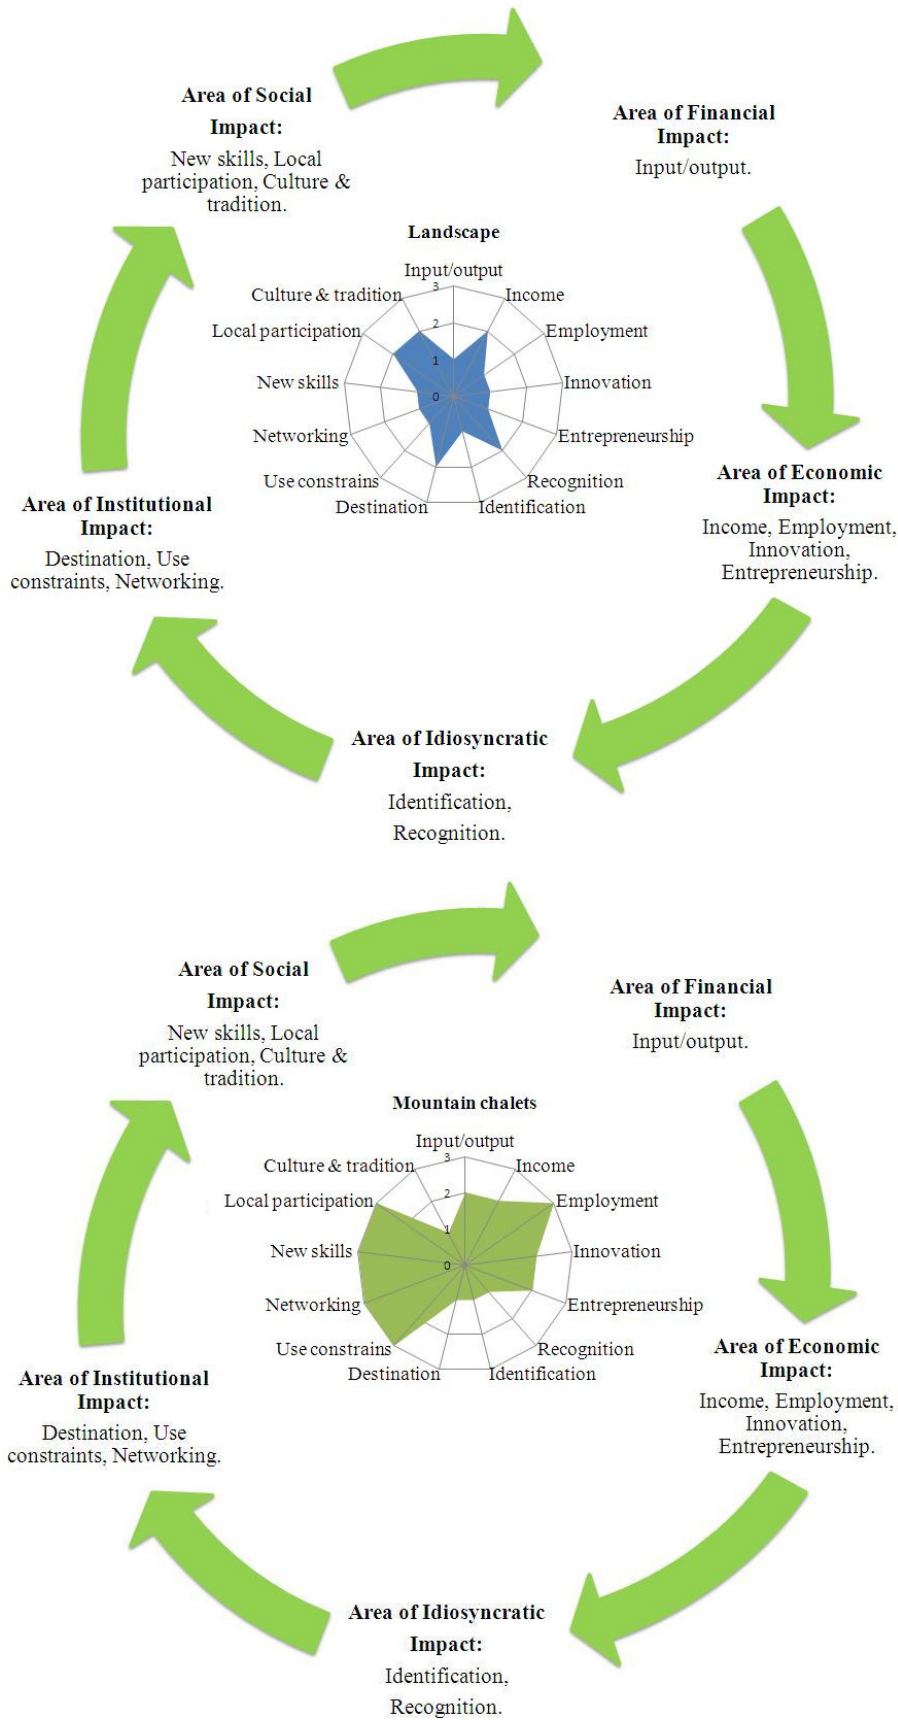 Area of Social
Impact:
New skills, Local
participation, Culture &
tradition.
Area of Financial
Impact:
Input/output.
Landscape
Input/output
3
Culture & tradition
Income
2
Local participation
Employment
1
New skills
Innovation
0
Networking
Entrepreneurship
Use constrains
Recognition
Destination
Identification
Area of Economic
Impact:
Income, Employment,
Innovation,
Entrepreneurship.
Area of Institutional
Impact:
Destination, Use
constraints, Networking.
Area of Idiosyncratic
Impact:
Identification,
Recognition.
Area of Social
Impact:
New skills, Local
participation, Culture &
tradition.
Area of Financial
Impact:
Input/output.
Mountain chalets
Input/output
3
Culture & tradition
Income
2
Local participation
Employment
1
New skills
Innovation
0
Networking
Entrepreneurship
Use constrains
Recognition
Destination
Identification
Area of Economic
Impact:
Income, Employment,
Innovation,
Entrepreneurship.
Area of Institutional
Impact:
Destination, Use
constraints, Networking.
Area of Idiosyncratic
Impact:
Identification,
Recognition.